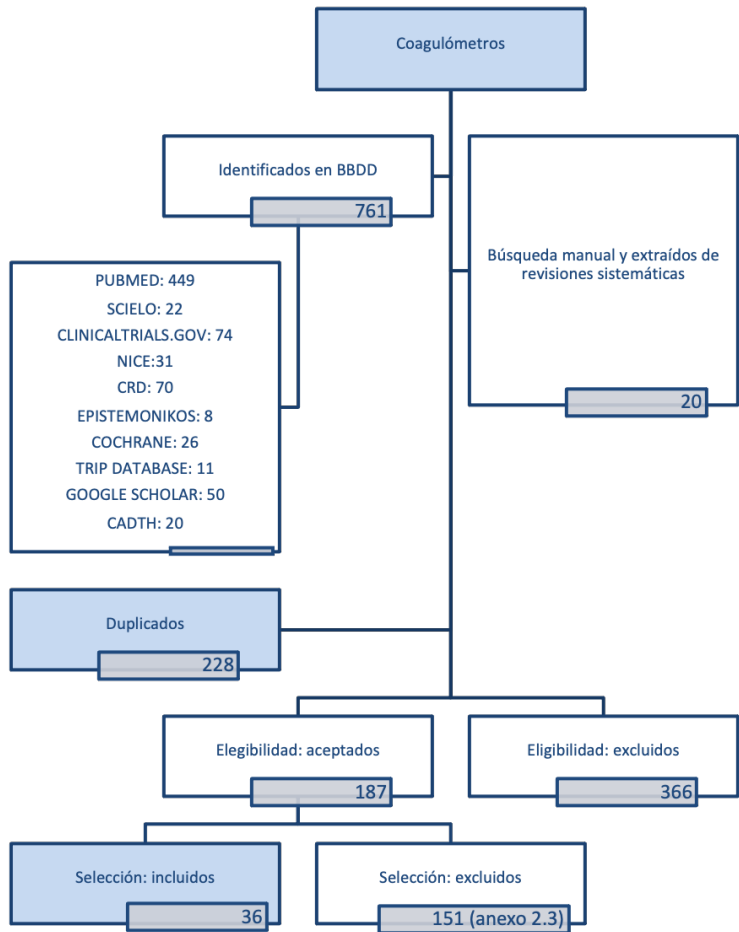 Coagulómetros
Identificados en BBDD
761
Búsqueda manual y extraídos de
revisiones sistemáticas
20
PUBMED: 449
SCIELO: 22
CLINICALTRIALS.GOV: 74
NICE:31
CRD: 70
EPISTEMONIKOS: 8
COCHRANE: 26
TRIP DATABASE: 11
GOOGLE SCHOLAR: 50
CADTH: 20
Duplicados
228
Elegibilidad: aceptados
187
Eligibilidad: excluidos
366
Selección: incluidos
36
Selección: excluidos
151 (anexo 2.3)